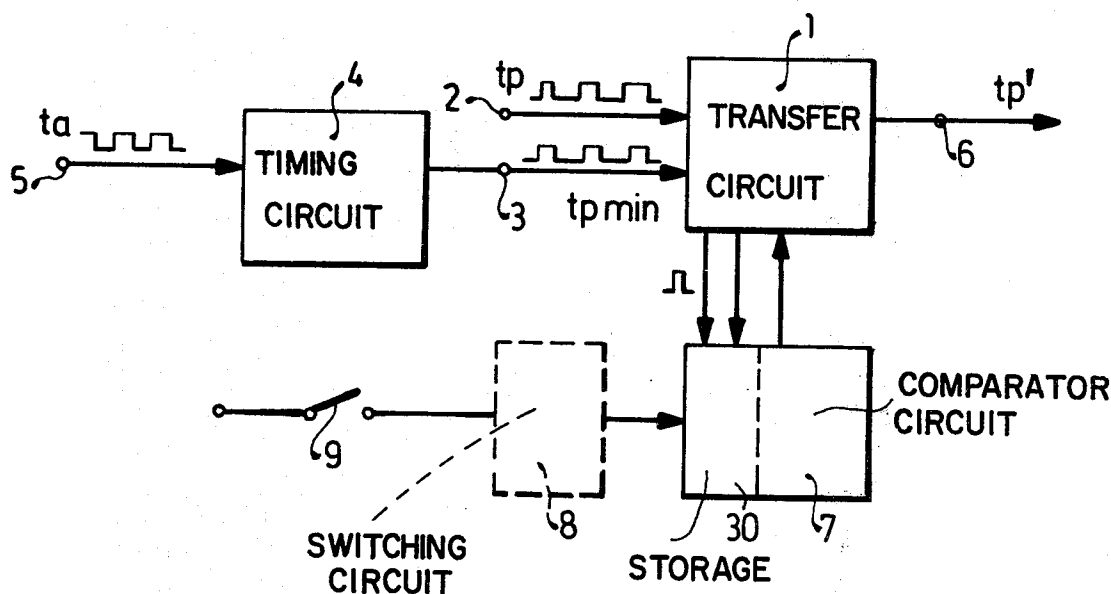 1
4
tp
tp'
2
ta
TRANSFER
TIMING
6
5
CIRCUIT
CIRCUIT
3
tp min
COMPARATOR
CIRCUIT
9
8
30
7
SWITCHING
CIRCUIT
STORAGE